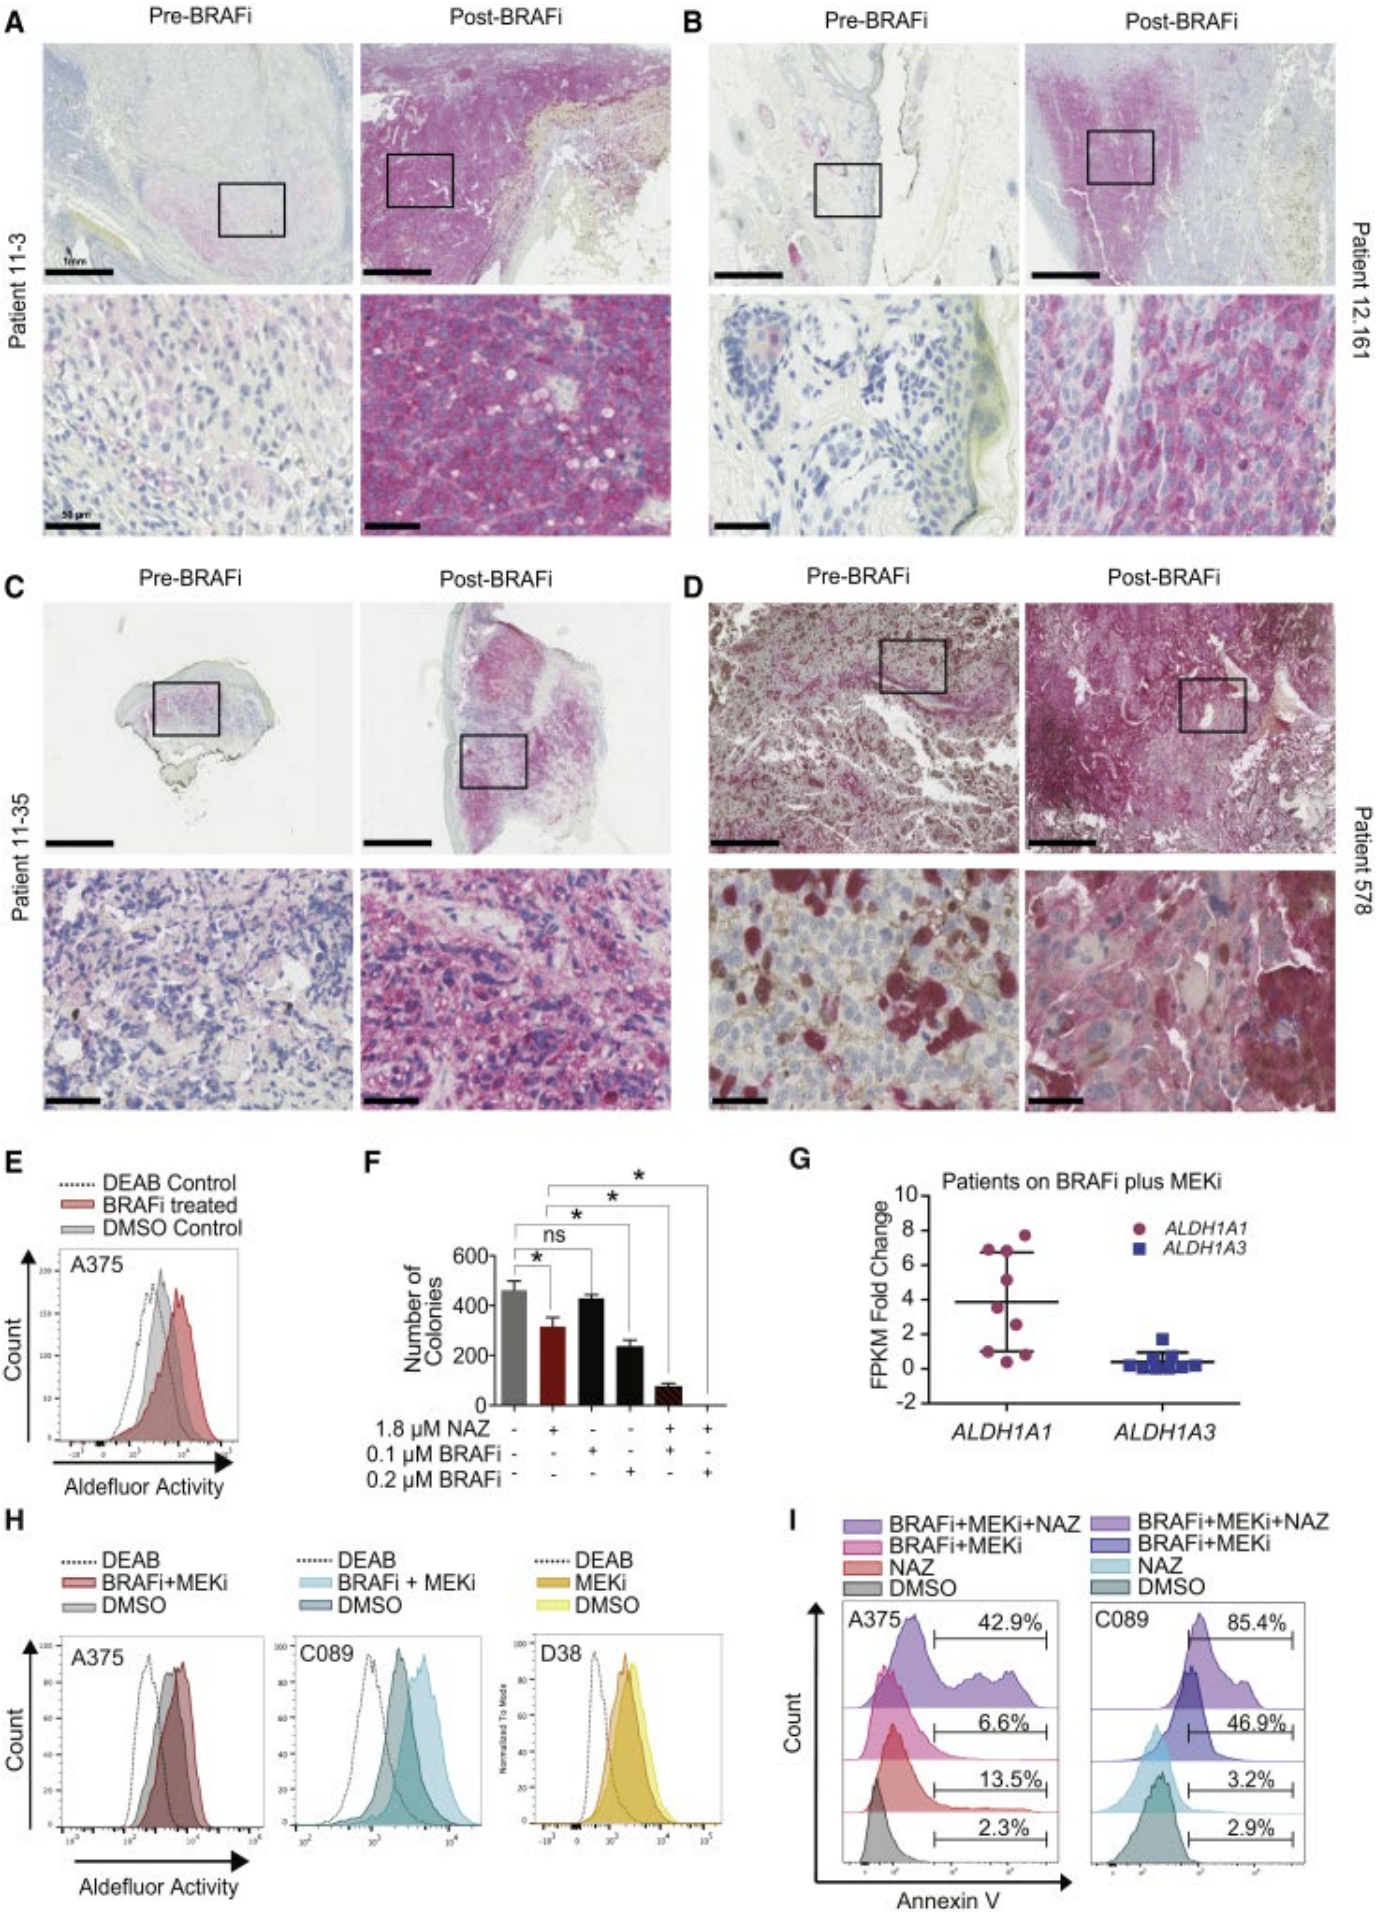 A
Pre-BRAFi
Post-BRAFi
Patient 11-3
1mm
50 µm
B
Pre-BRAFi
Post-BRAFi
Patient 12.161
C
Pre-BRAFi
Post-BRAFi
Patient 11-35
D
Pre-BRAFi
Post-BRAFi
Patient 578
E
DEAB Control
BRAFi treated
DMSO Control
A375
Count
Aldefluor Activity
F
*
*
*
ns
*
Number of
Colonies
600
400
200
0
1.8 µM NAZ - + - - + +
0.1 µM BRAFi - - + - + -
0.2 µM BRAFi - - - + - +
G
Patients on BRAFi plus MEKi
FPKM Fold Change
10
8
6
4
2
0
-2
ALDH1A1
ALDH1A3
ALDH1A1
ALDH1A3
H
DEAB
BRAFi+MEKi
DMSO
A375
Count
Aldefluor Activity
DEAB
BRAFi + MEKi
DMSO
C089
DEAB
MEKi
DMSO
D38
Normalized To Mode
I
BRAFi+MEKi+NAZ
BRAFi+MEKi
NAZ
DMSO
A375
42.9%
6.6%
13.5%
2.3%
BRAFi+MEKi+NAZ
BRAFi+MEKi
NAZ
DMSO
C089
85.4%
46.9%
3.2%
2.9%
Count
Annexin V